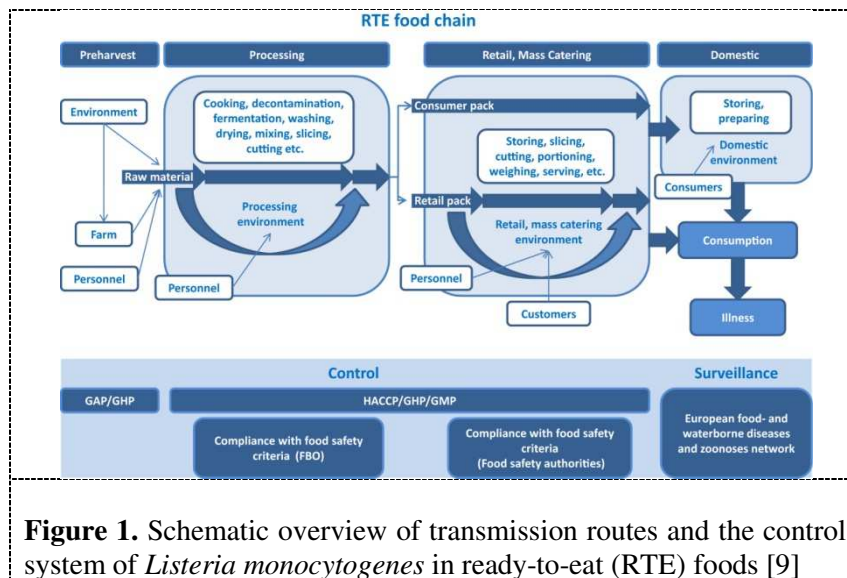 RTE food chain
Preharvest
Processing
Retail, Mass Catering
Domestic
Environment
Raw material
Farm
Personnel
Cooking, decontamination,
fermentation, washing,
drying, mixing, slicing,
cutting etc.
Processing
environment
Personnel
Consumer pack
Storing, slicing,
cutting, portioning,
weighing, serving, etc.
Retail pack
Retail, mass catering
environment
Personnel
Customers
Storing,
preparing
Domestic
environment
Consumers
Consumption
Illness
Control
Surveillance
GAP/GHP
HACCP/GHP/GMP
Compliance with food safety
criteria (FBO)
Compliance with food safety
criteria
(Food safety authorities)
European food- and
waterborne diseases
and zoonoses network
Figure 1. Schematic overview of transmission routes and the control
system of Listeria monocytogenes in ready-to-eat (RTE) foods [9]